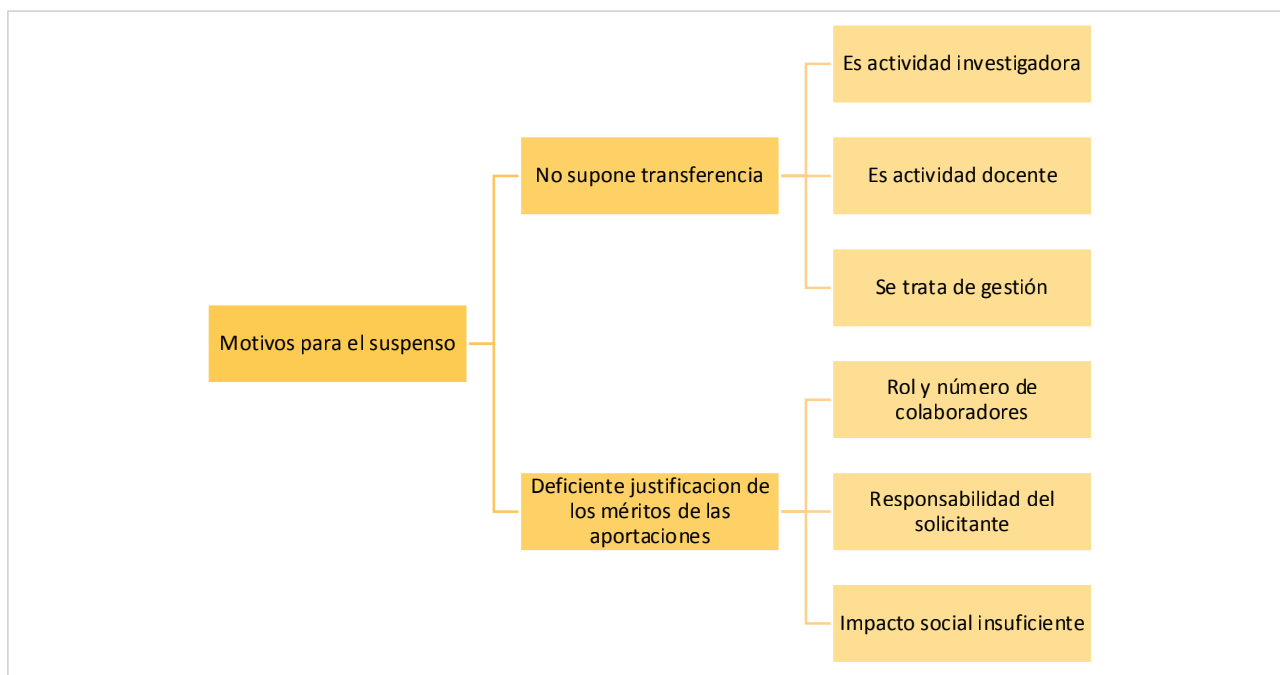 Motivos para el suspenso
No supone transferencia
Es actividad investigadora
Es actividad docente
Se trata de gestión
Deficiente justificacion de
los méritos de las
aportaciones
Rol y número de
colaboradores
Responsabilidad del
solicitante
Impacto social insuficiente